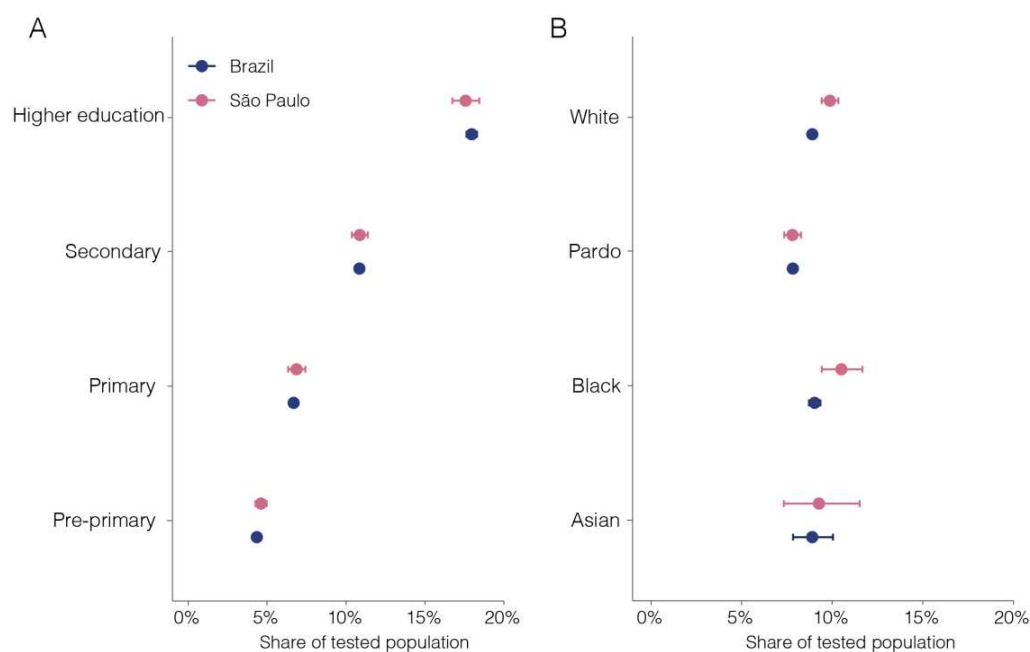 A
Brazil
São Paulo
Higher education
Secondary
Primary
Pre-primary
0% 5% 10% 15% 20%
Share of tested population
B
White
Pardo
Black
Asian
0% 5% 10% 15% 20%
Share of tested population